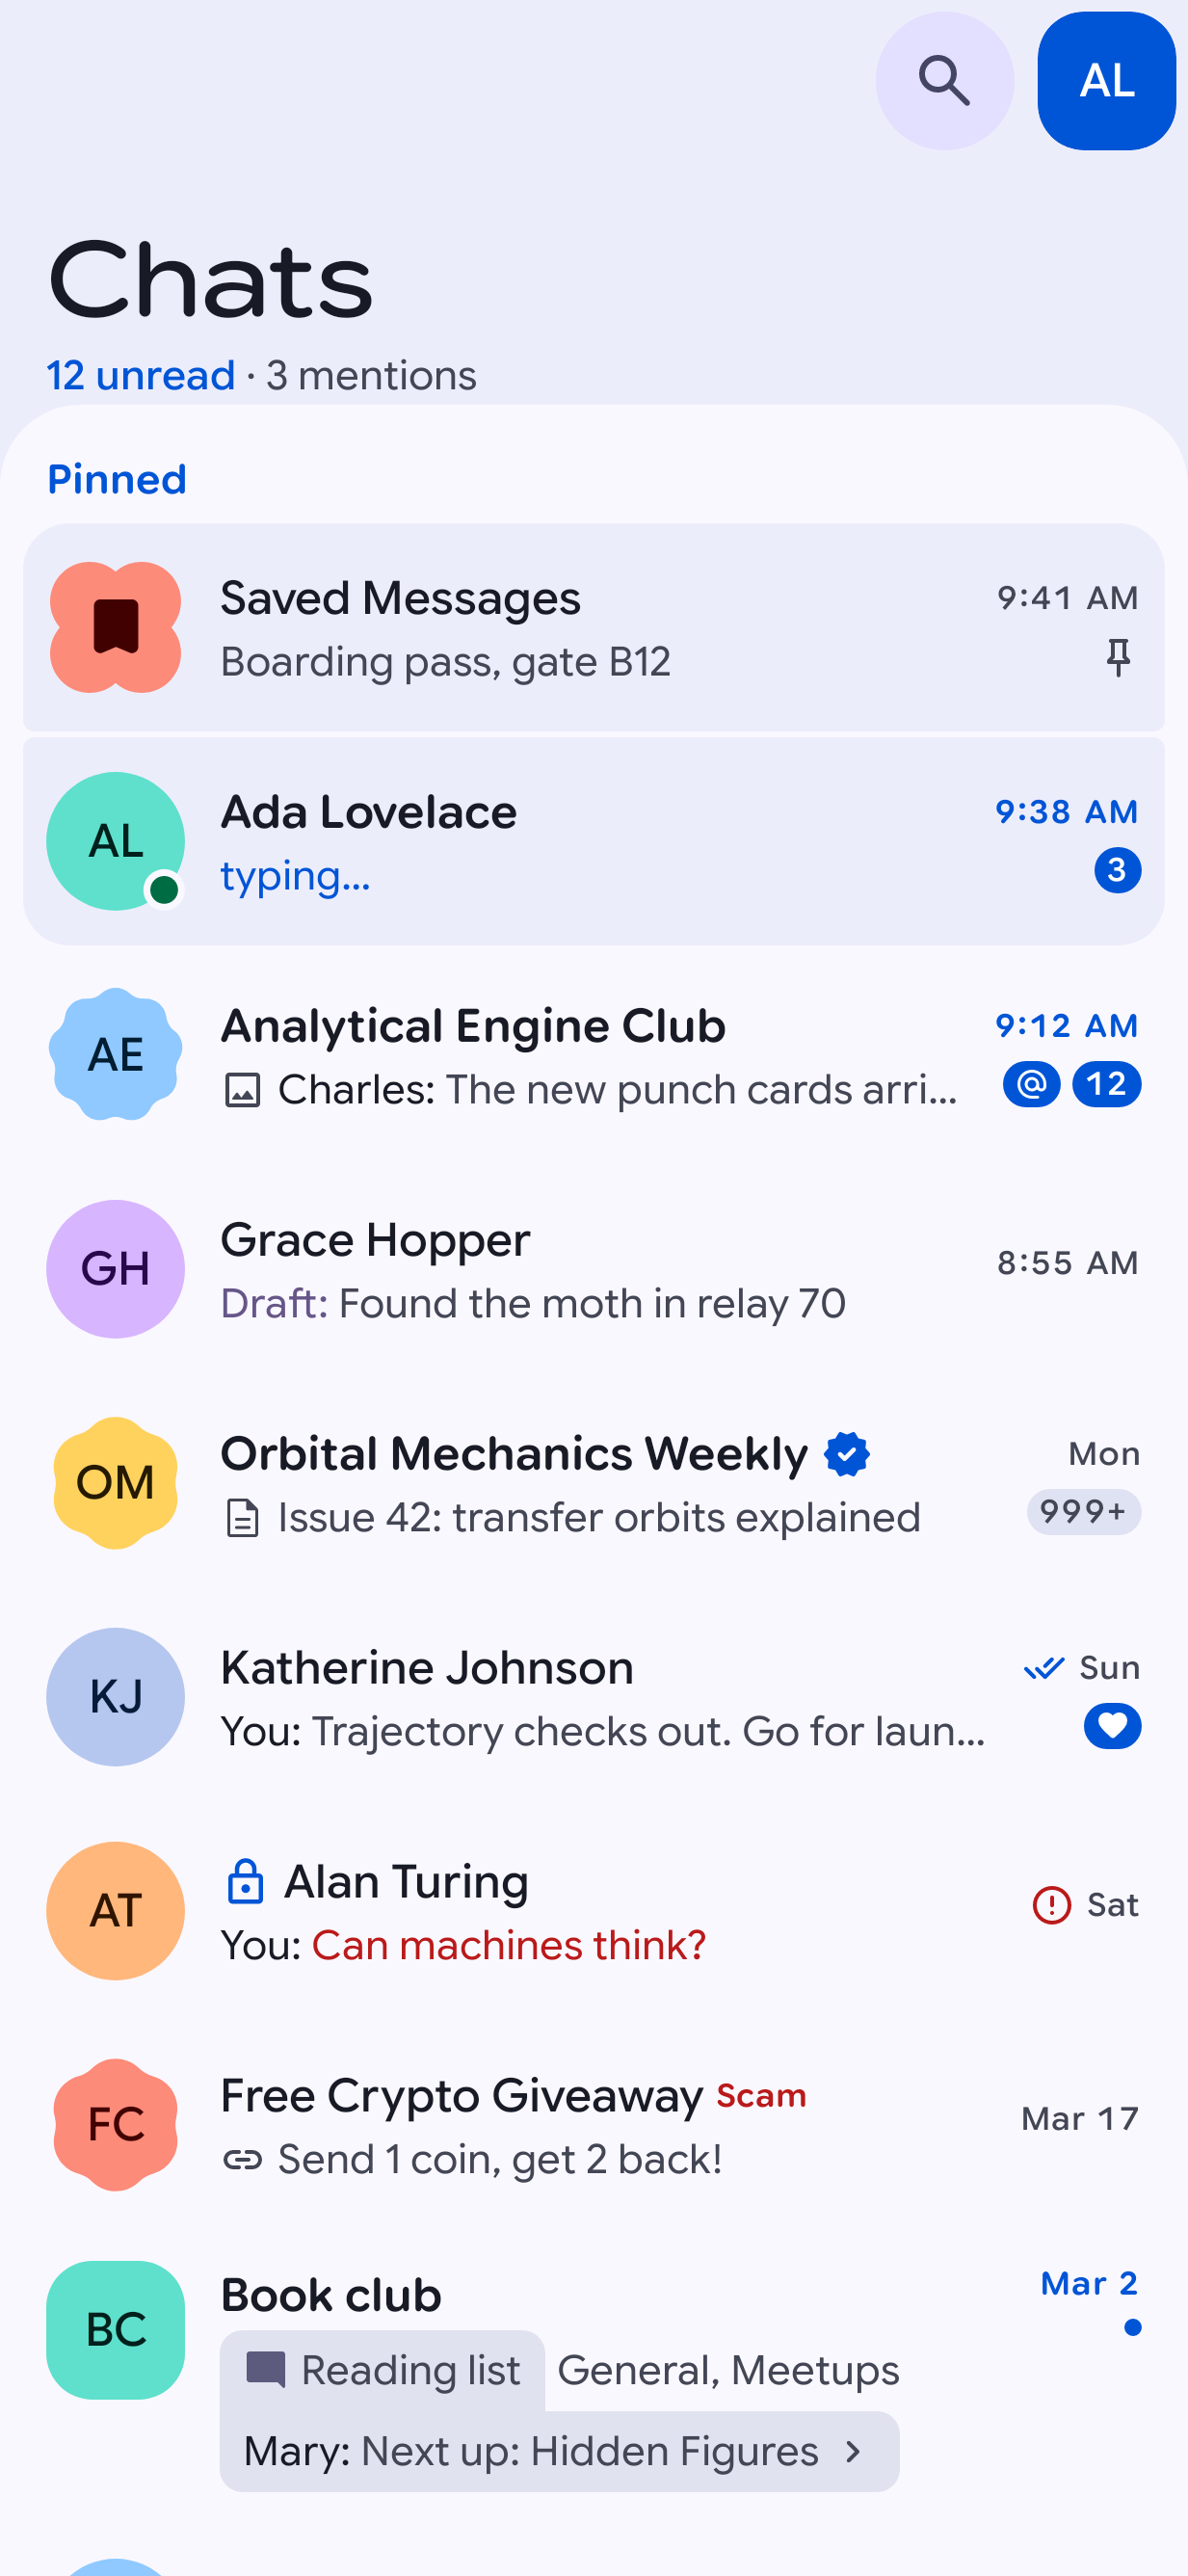 AL
Chats
12 unread · 3 mentions
Pinned
Saved Messages
9:41 AM
Boarding pass, gate B12
AL
Ada Lovelace
9:38 AM
typing...
3
AE
Analytical Engine Club
9:12 AM
Charles: The new punch cards arri...
@ 12
GH
Grace Hopper
8:55 AM
Draft: Found the moth in relay 70
OM
Orbital Mechanics Weekly
Mon
Issue 42: transfer orbits explained
999+
KJ
Katherine Johnson
Sun
You: Trajectory checks out. Go for laun...
AT
Alan Turing
Sat
You: Can machines think?
FC
Free Crypto Giveaway Scam
Mar 17
Send 1 coin, get 2 back!
BC
Book club
Mar 2
Reading list General, Meetups
Mary: Next up: Hidden Figures